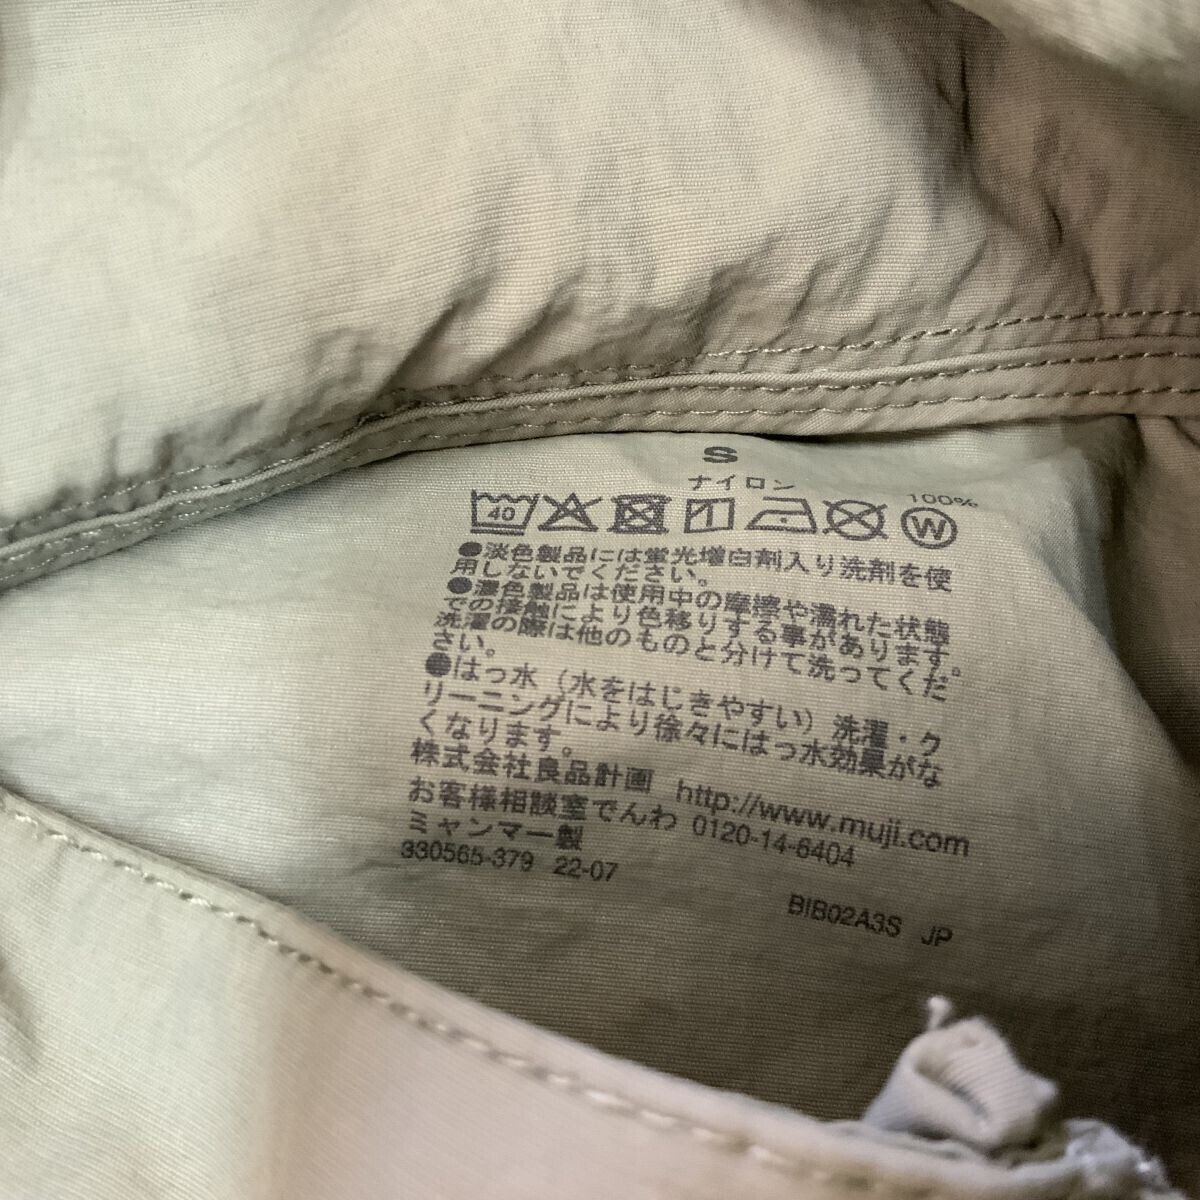 S
ナイロン 100%
40 W
●淡色製品には蛍光増白剤入り洗剤を使
用しないでください。
●濃色製品は使用中の摩擦や濡れた状態
での接触により色移りする事があります。
洗濯の際は他のものと分けて洗ってくだ
さい。
●はっ水（水をはじきやすい）洗濯・ク
リーニングにより徐々にはっ水効果がな
くなります。
株式会社良品計画 http://www.muji.com
お客様相談室でんわ 0120-14-6404
ミャンマー製
330565-379 22-07
BIB02A3S JP